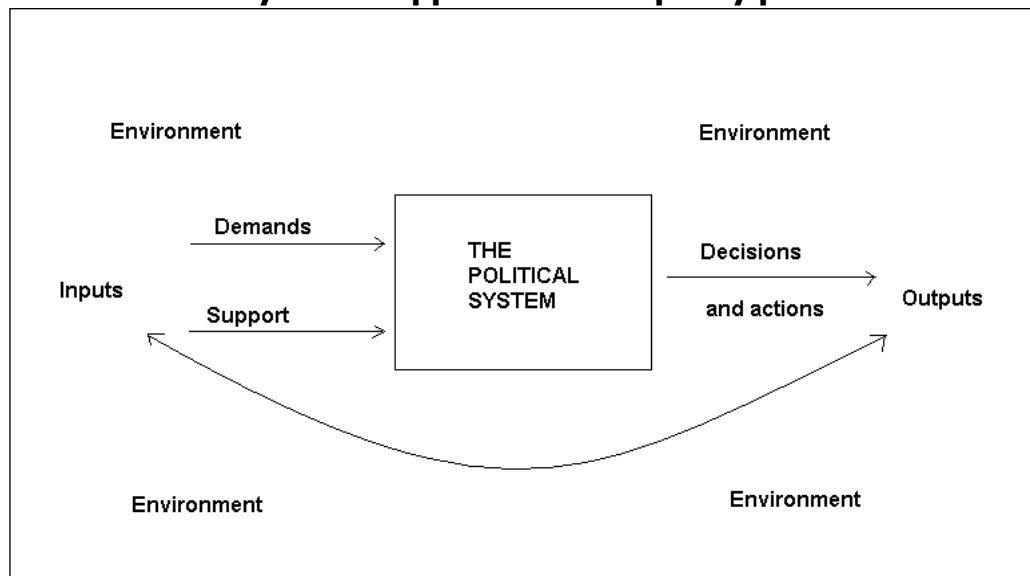 Environment
Environment
Demands
THE
POLITICAL
SYSTEM
Decisions
Inputs
Support
and actions
Outputs
Environment
Environment